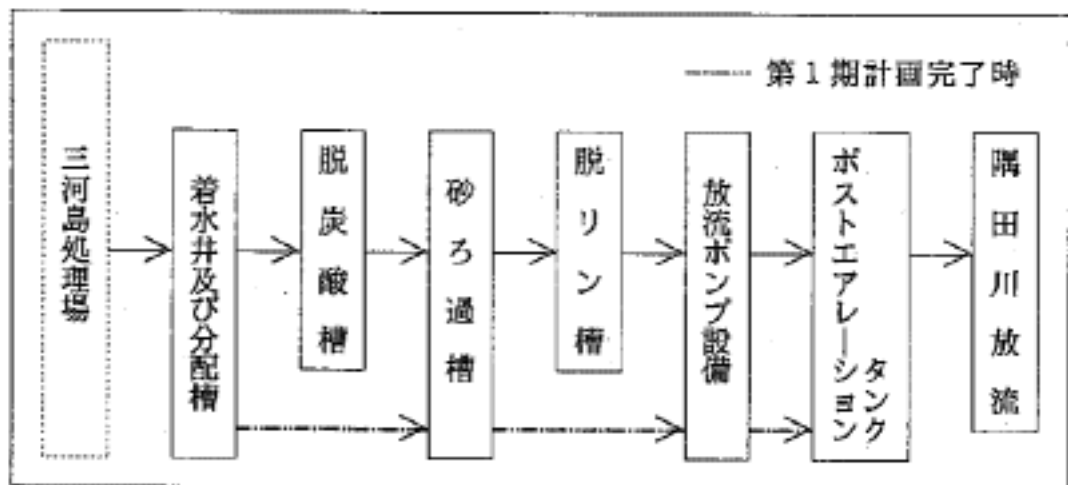 第1期計画完了時
三河島処理場
着水井及び分配槽
脱炭酸槽
砂ろ過槽
脱リン槽
放流ポンプ設備
ポストエアレーション
タンク
隅田川放流